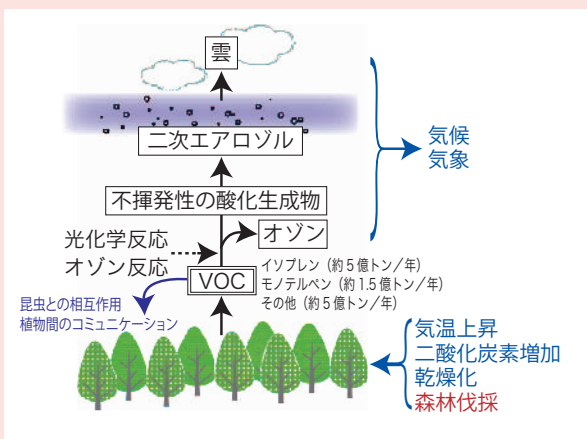 雲
二次エアロゾル
気候
気象
不揮発性の酸化生成物
光化学反応
オゾン反応
オゾン
VOC
イソプレン（約5億トン／年）
モノテルペン（約1.5億トン／年）
その他（約5億トン／年）
昆虫との相互作用
植物間のコミュニケーション
気温上昇
二酸化炭素増加
乾燥化
森林伐採